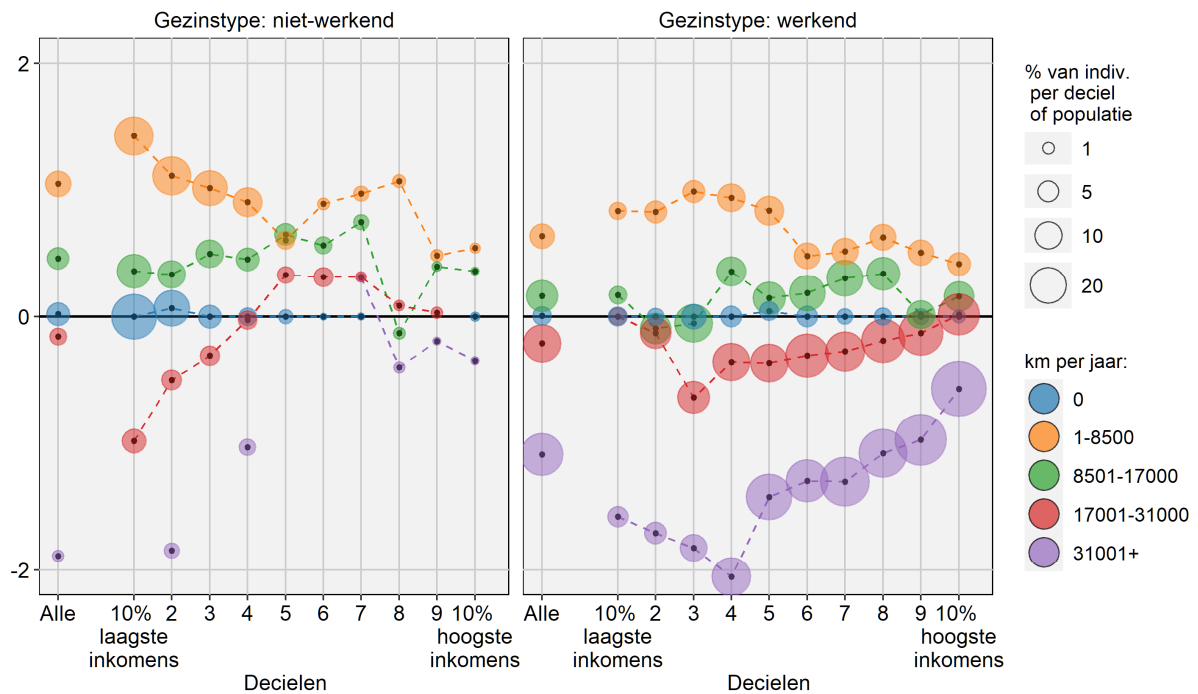 Gezinstype: niet-werkend
Gezinstype: werkend
2
0
-2
Alle
10%
laagste
inkomens
2
3
4
5
6
7
8
9
10%
hoogste
inkomens
Decielen
Alle
10%
laagste
inkomens
2
3
4
5
6
7
8
9
10%
hoogste
inkomens
Decielen
% van indiv.
per deciel
of populatie
1
5
10
20
km per jaar:
0
1-8500
8501-17000
17001-31000
31001+